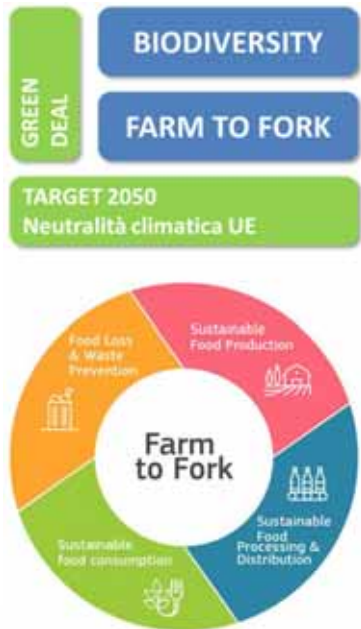 GREEN
DEAL
BIODIVERSITY
FARM TO FORK
TARGET 2050
Neutralità climatica UE
Food Loss
& Waste
Prevention
Sustainable
Food Production
Farm
to Fork
Sustainable
Food
Processing &
Distribution
Sustainable
food consumption